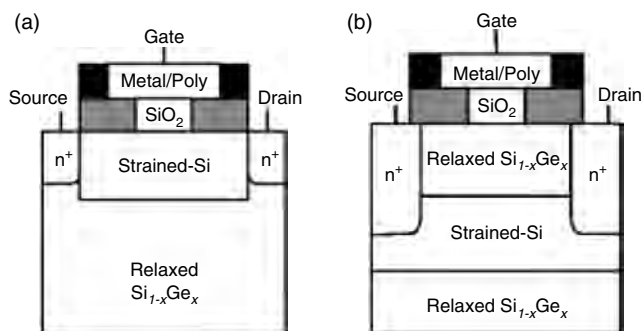 (a)
Gate
Metal/Poly
Source
SiO₂
Drain
n⁺
Strained-Si
n⁺
Relaxed
Si₁₋ₓGeₓ
(b)
Gate
Metal/Poly
Source
SiO₂
Drain
n⁺
Relaxed Si₁₋ₓGeₓ
n⁺
Strained-Si
Relaxed Si₁₋ₓGeₓ